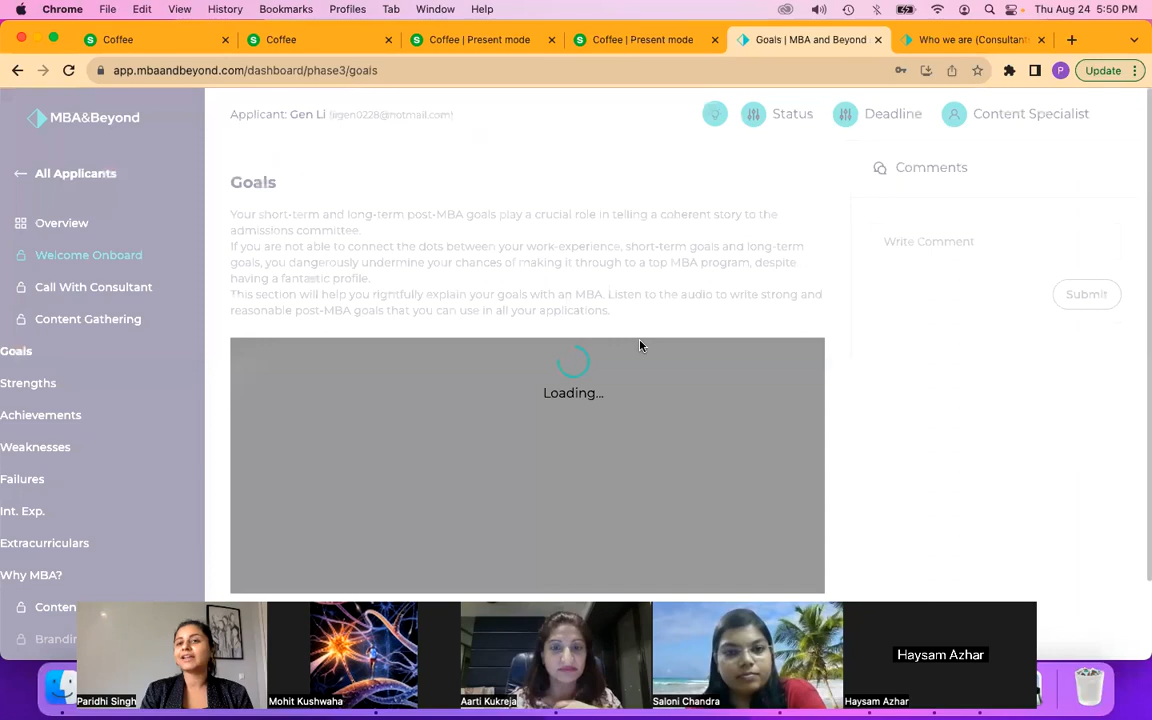 Chrome File Edit View History Bookmarks Profiles Tab Window Help Thu Aug 24 5:50 PM
Coffee Coffee Coffee | Present mode Coffee | Present mode Goals | MBA and Beyond Who we are (Consultant
app.mbaandbeyond.com/dashboard/phase3/goals P Update
MBA&Beyond
Applicant: Gen Li
Status Deadline Content Specialist
All Applicants
Overview
Welcome Onboard
Call With Consultant
Content Gathering
Goals
Strengths
Achievements
Weaknesses
Failures
Int. Exp.
Extracurriculars
Why MBA?
Conten
Brandin
Goals
Your short-term and long-term post-MBA goals play a crucial role in telling a coherent story to the
admissions committee.
If you are not able to connect the dots between your work-experience, short-term goals and long-term
goals, you dangerously undermine your chances of making it through to a top MBA program, despite
having a fantastic profile.
This section will help you rightfully explain your goals with an MBA. Listen to the audio to write strong and
reasonable post-MBA goals that you can use in all your applications.
Loading...
Comments
Write Comment
Submit
Haysam Azhar
Paridhi Singh
Mohit Kushwaha
Aarti Kukreja
Saloni Chandra
Haysam Azhar